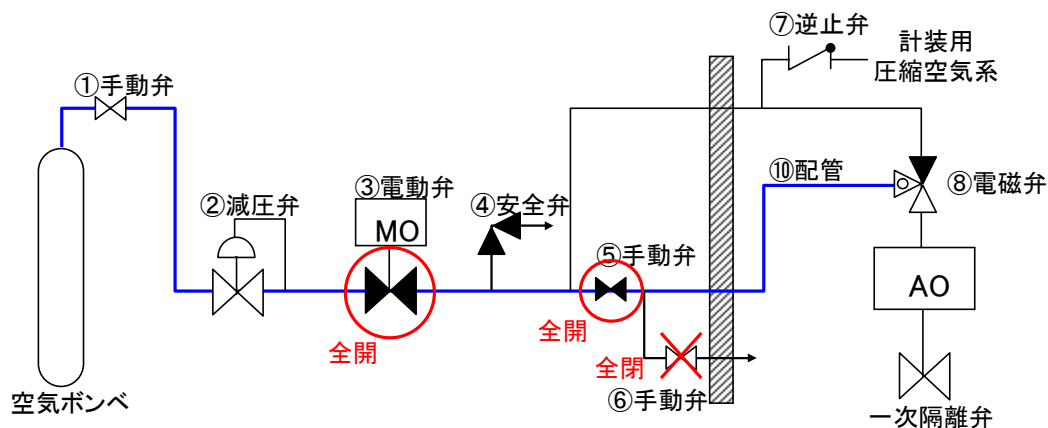 ⑦逆止弁
計装用
圧縮空気系
①手動弁
③電動弁
MO
②減圧弁
④安全弁
⑩配管
⑧電磁弁
⑤手動弁
AO
全開
全開
全閉
⑥手動弁
空気ボンベ
一次隔離弁